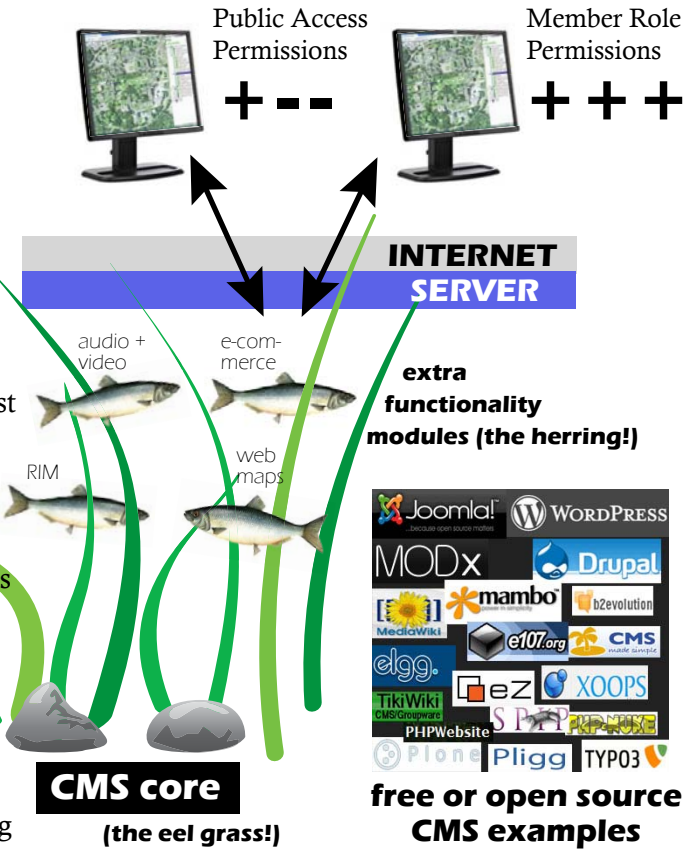 Public Access
Permissions
+--
Member Role
Permissions
+++
INTERNET
SERVER
audio +
video
e-com-
merce
extra
functionality
modules (the herring!)
st
RIM
web
maps
s
Joomla!
...because open source matters
WORDPRESS
MODx
Drupal
mambo
power in simplicity
b2evolution
[[ ]]
MediaWiki
e107.org
CMS
made simple
elgg.
eZ
XOOPS
TikiWiki
CMS/Groupware
SPIP
PHP-NUKE
PHPWebsite
Plone
Pligg
TYPO3
CMS core
(the eel grass!)
g
free or open source
CMS examples